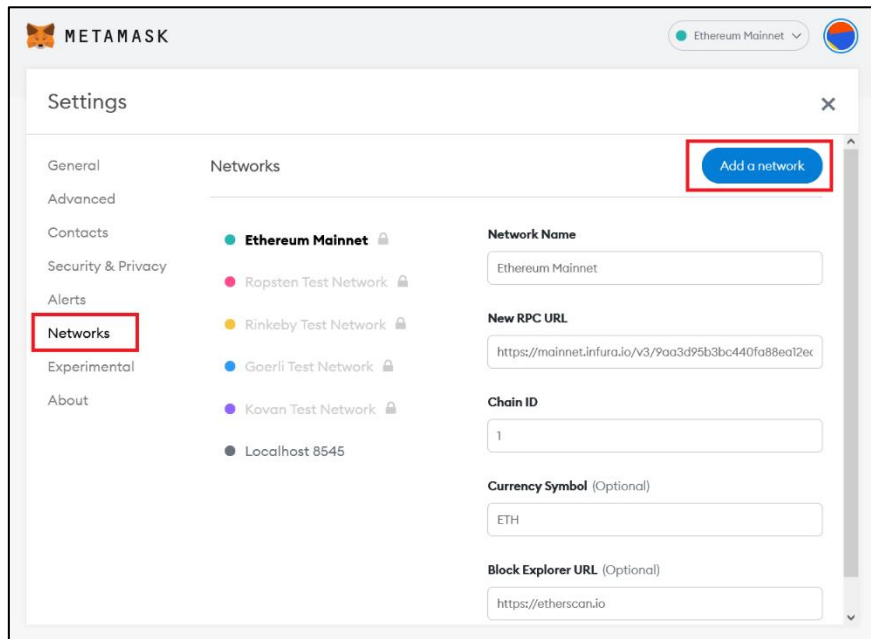 METAMASK
Ethereum Mainnet
Settings
General
Advanced
Contacts
Security & Privacy
Alerts
Networks
Experimental
About
Networks
Add a network
Ethereum Mainnet
Ropsten Test Network
Rinkeby Test Network
Goerli Test Network
Kovan Test Network
Localhost 8545
Network Name
Ethereum Mainnet
New RPC URL
https://mainnet.infura.io/v3/9aa3d95b3bc440fa88ea12ec
Chain ID
1
Currency Symbol (Optional)
ETH
Block Explorer URL (Optional)
https://etherscan.io